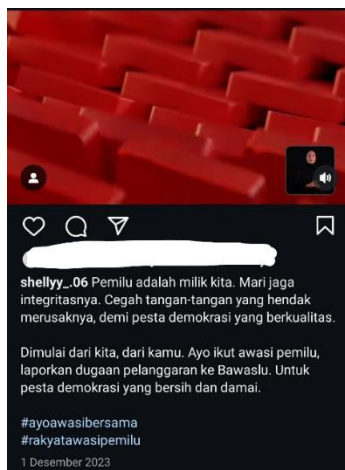 shellyy_.06 Pemilu adalah milik kita. Mari jaga
integritasnya. Cegah tangan-tangan yang hendak
merusaknya, demi pesta demokrasi yang berkualitas.
Dimulai dari kita, dari kamu. Ayo ikut awasi pemilu,
laporkan dugaan pelanggaran ke Bawaslu. Untuk
pesta demokrasi yang bersih dan damai.
#ayoawasibersama
#rakyatawasipemilu
1 Desember 2023